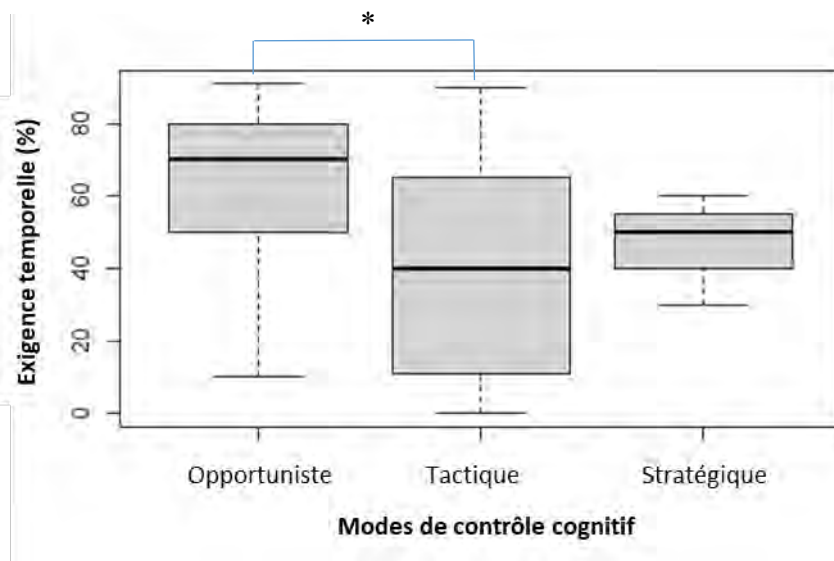 *
Exigence temporelle (%)
80
60
40
20
0
Opportuniste Tactique Stratégique
Modes de contrôle cognitif